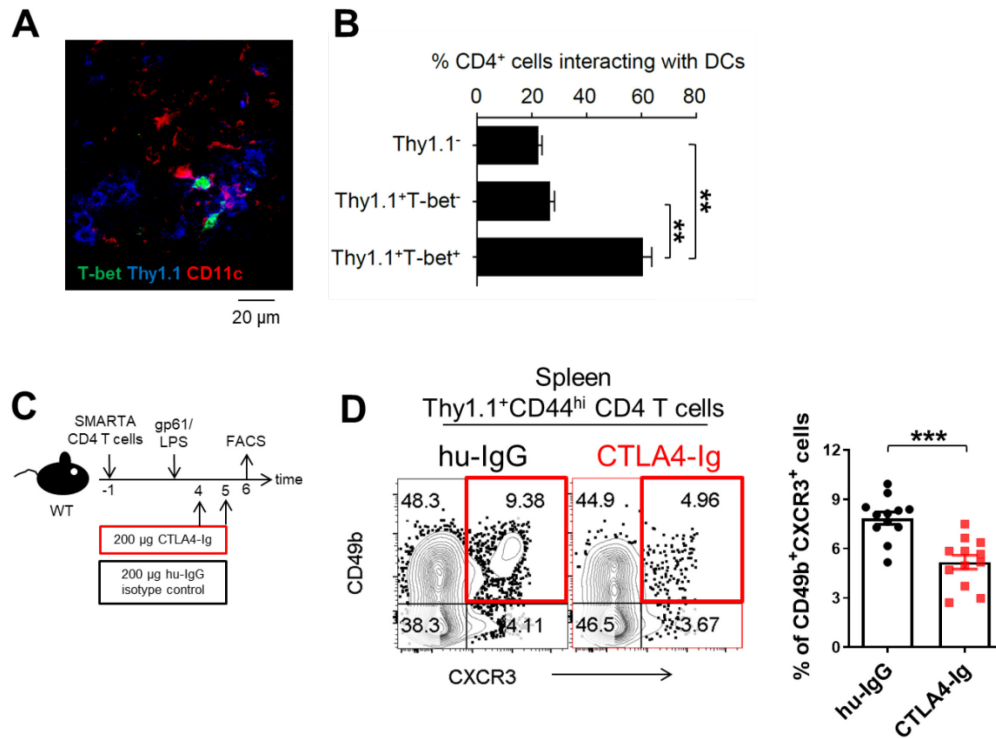 A
T-bet Thy1.1 CD11c
20 µm
B
% CD4⁺ cells interacting with DCs
0 20 40 60 80
Thy1.1⁻
Thy1.1⁺T-bet⁻
Thy1.1⁺T-bet⁺
**
**
C
SMARTA
CD4 T cells
gp61/
LPS
FACS
time
-1 4 5 6
WT
200 µg CTLA4-Ig
200 µg hu-IgG
isotype control
D
Spleen
Thy1.1⁺CD44ʰⁱ CD4 T cells
hu-IgG CTLA4-Ig
48.3 9.38 44.9 4.96
38.3 4.11 46.5 3.67
CD49b
CXCR3
% of CD49b⁺CXCR3⁺ cells
***
12
9
6
3
0
hu-IgG
CTLA4-Ig